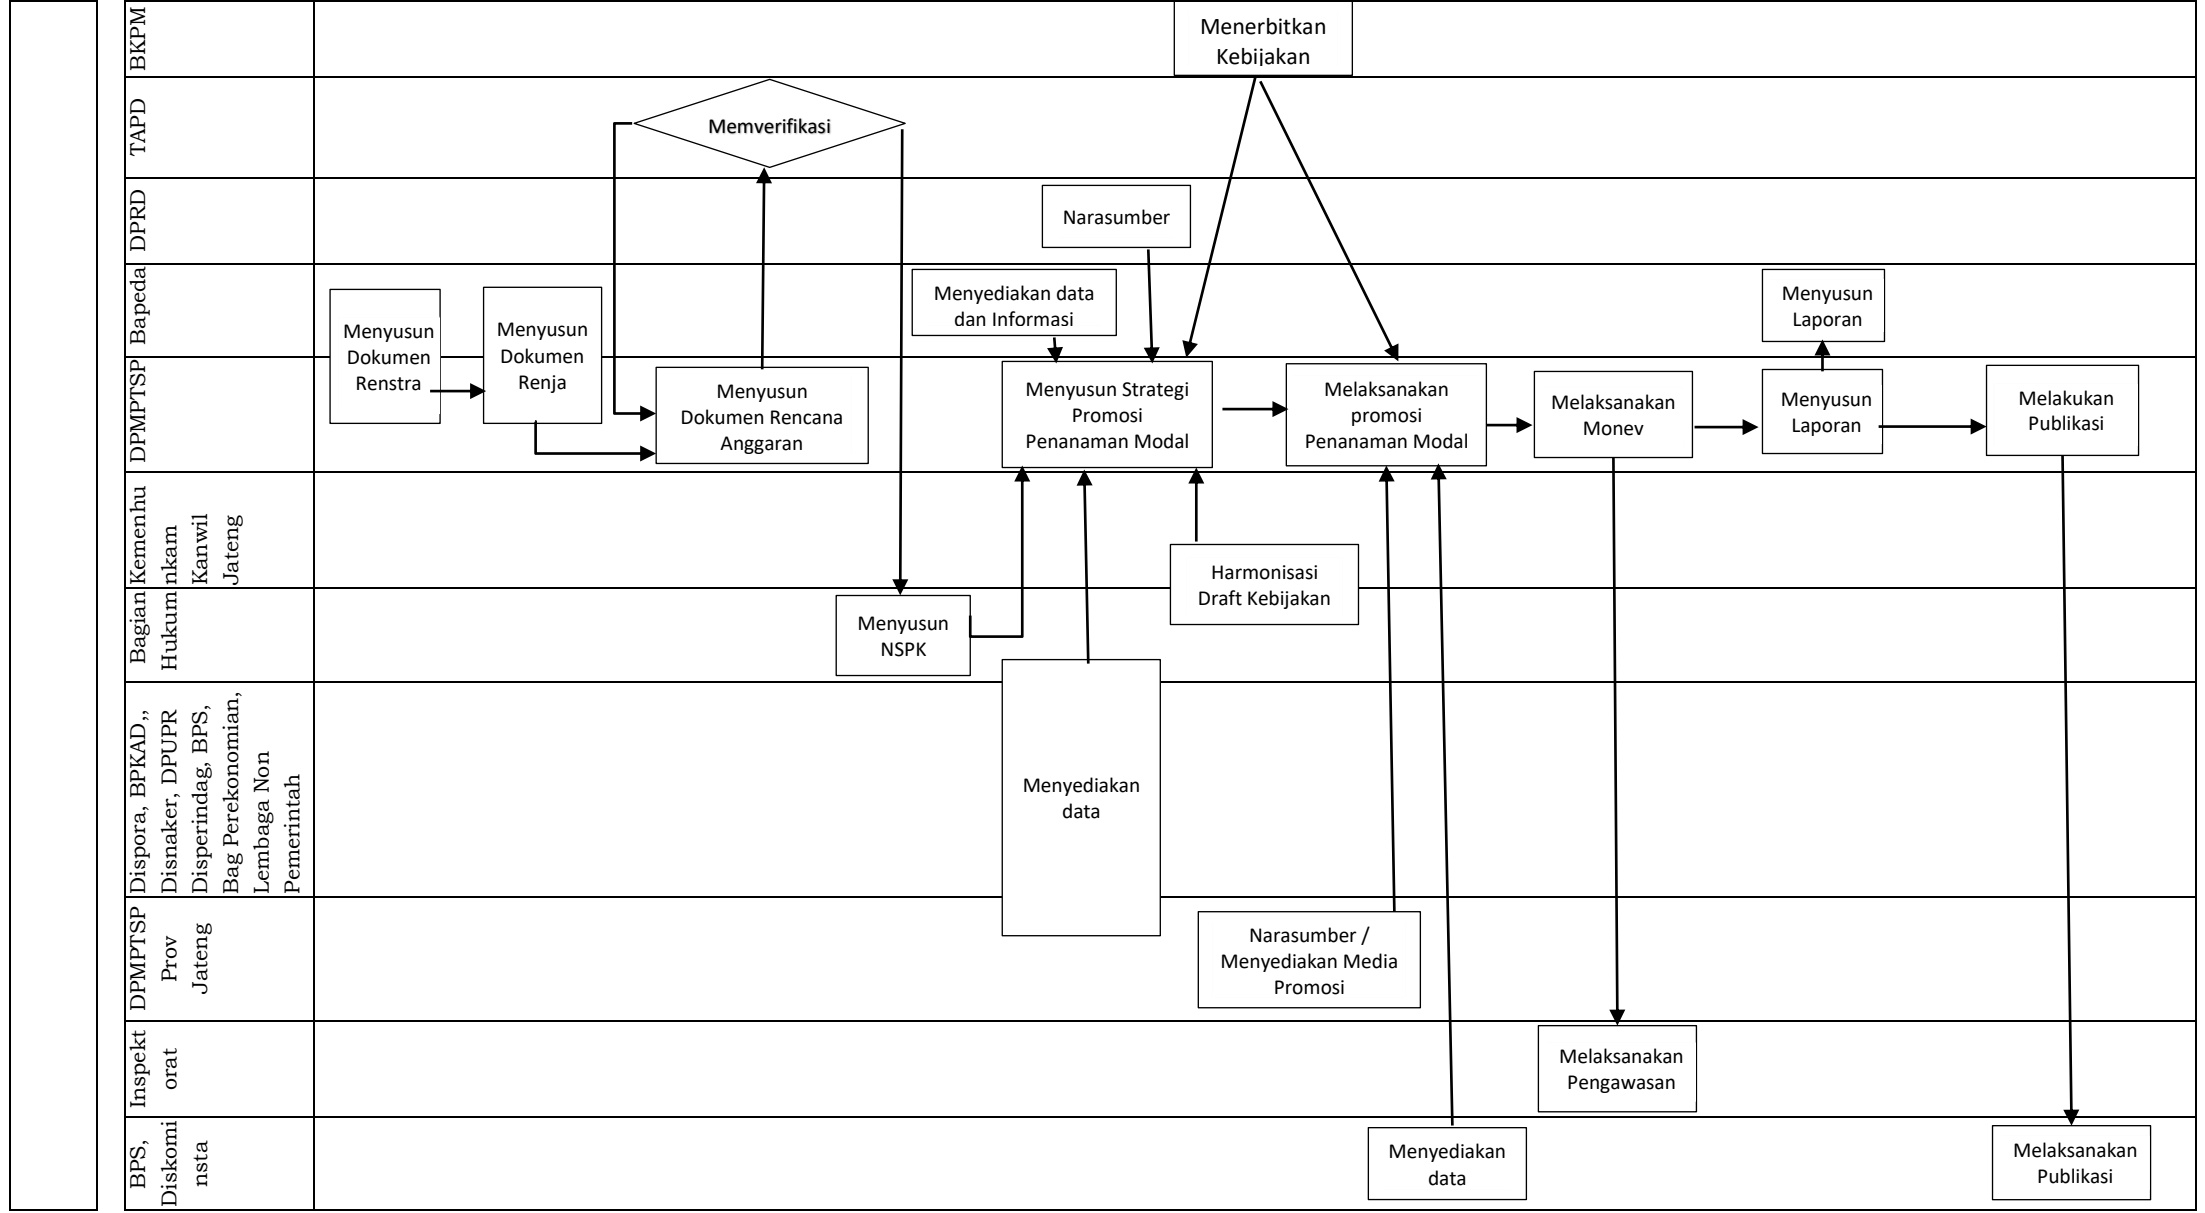 BKPM
Menerbitkan
Kebijakan
TAPD
Memverifikasi
DPRD
Narasumber
Bapeda
Menyusun
Dokumen
Renstra
Menyusun
Dokumen
Renja
Menyediakan data
dan Informasi
Menyusun
Laporan
DPMPTSP
Menyusun
Dokumen Rencana
Anggaran
Menyusun Strategi
Promosi
Penanaman Modal
Melaksanakan
promosi
Penanaman Modal
Melaksanakan
Monev
Menyusun
Laporan
Melakukan
Publikasi
Kemenhu
nkam
Kanwil
Jateng
Harmonisasi
Draft Kebijakan
Bagian
Hukum
Menyusun
NSPK
Dispora, BPKAD,,
Disnaker, DPUPR
Disperindag, BPS,
Bag Perekonomian,
Lembaga Non
Pemerintah
Menyediakan
data
DPMPTSP
Prov
Jateng
Narasumber /
Menyediakan Media
Promosi
Inspekt
orat
Melaksanakan
Pengawasan
BPS,
Diskomi
nsta
Menyediakan
data
Melaksanakan
Publikasi